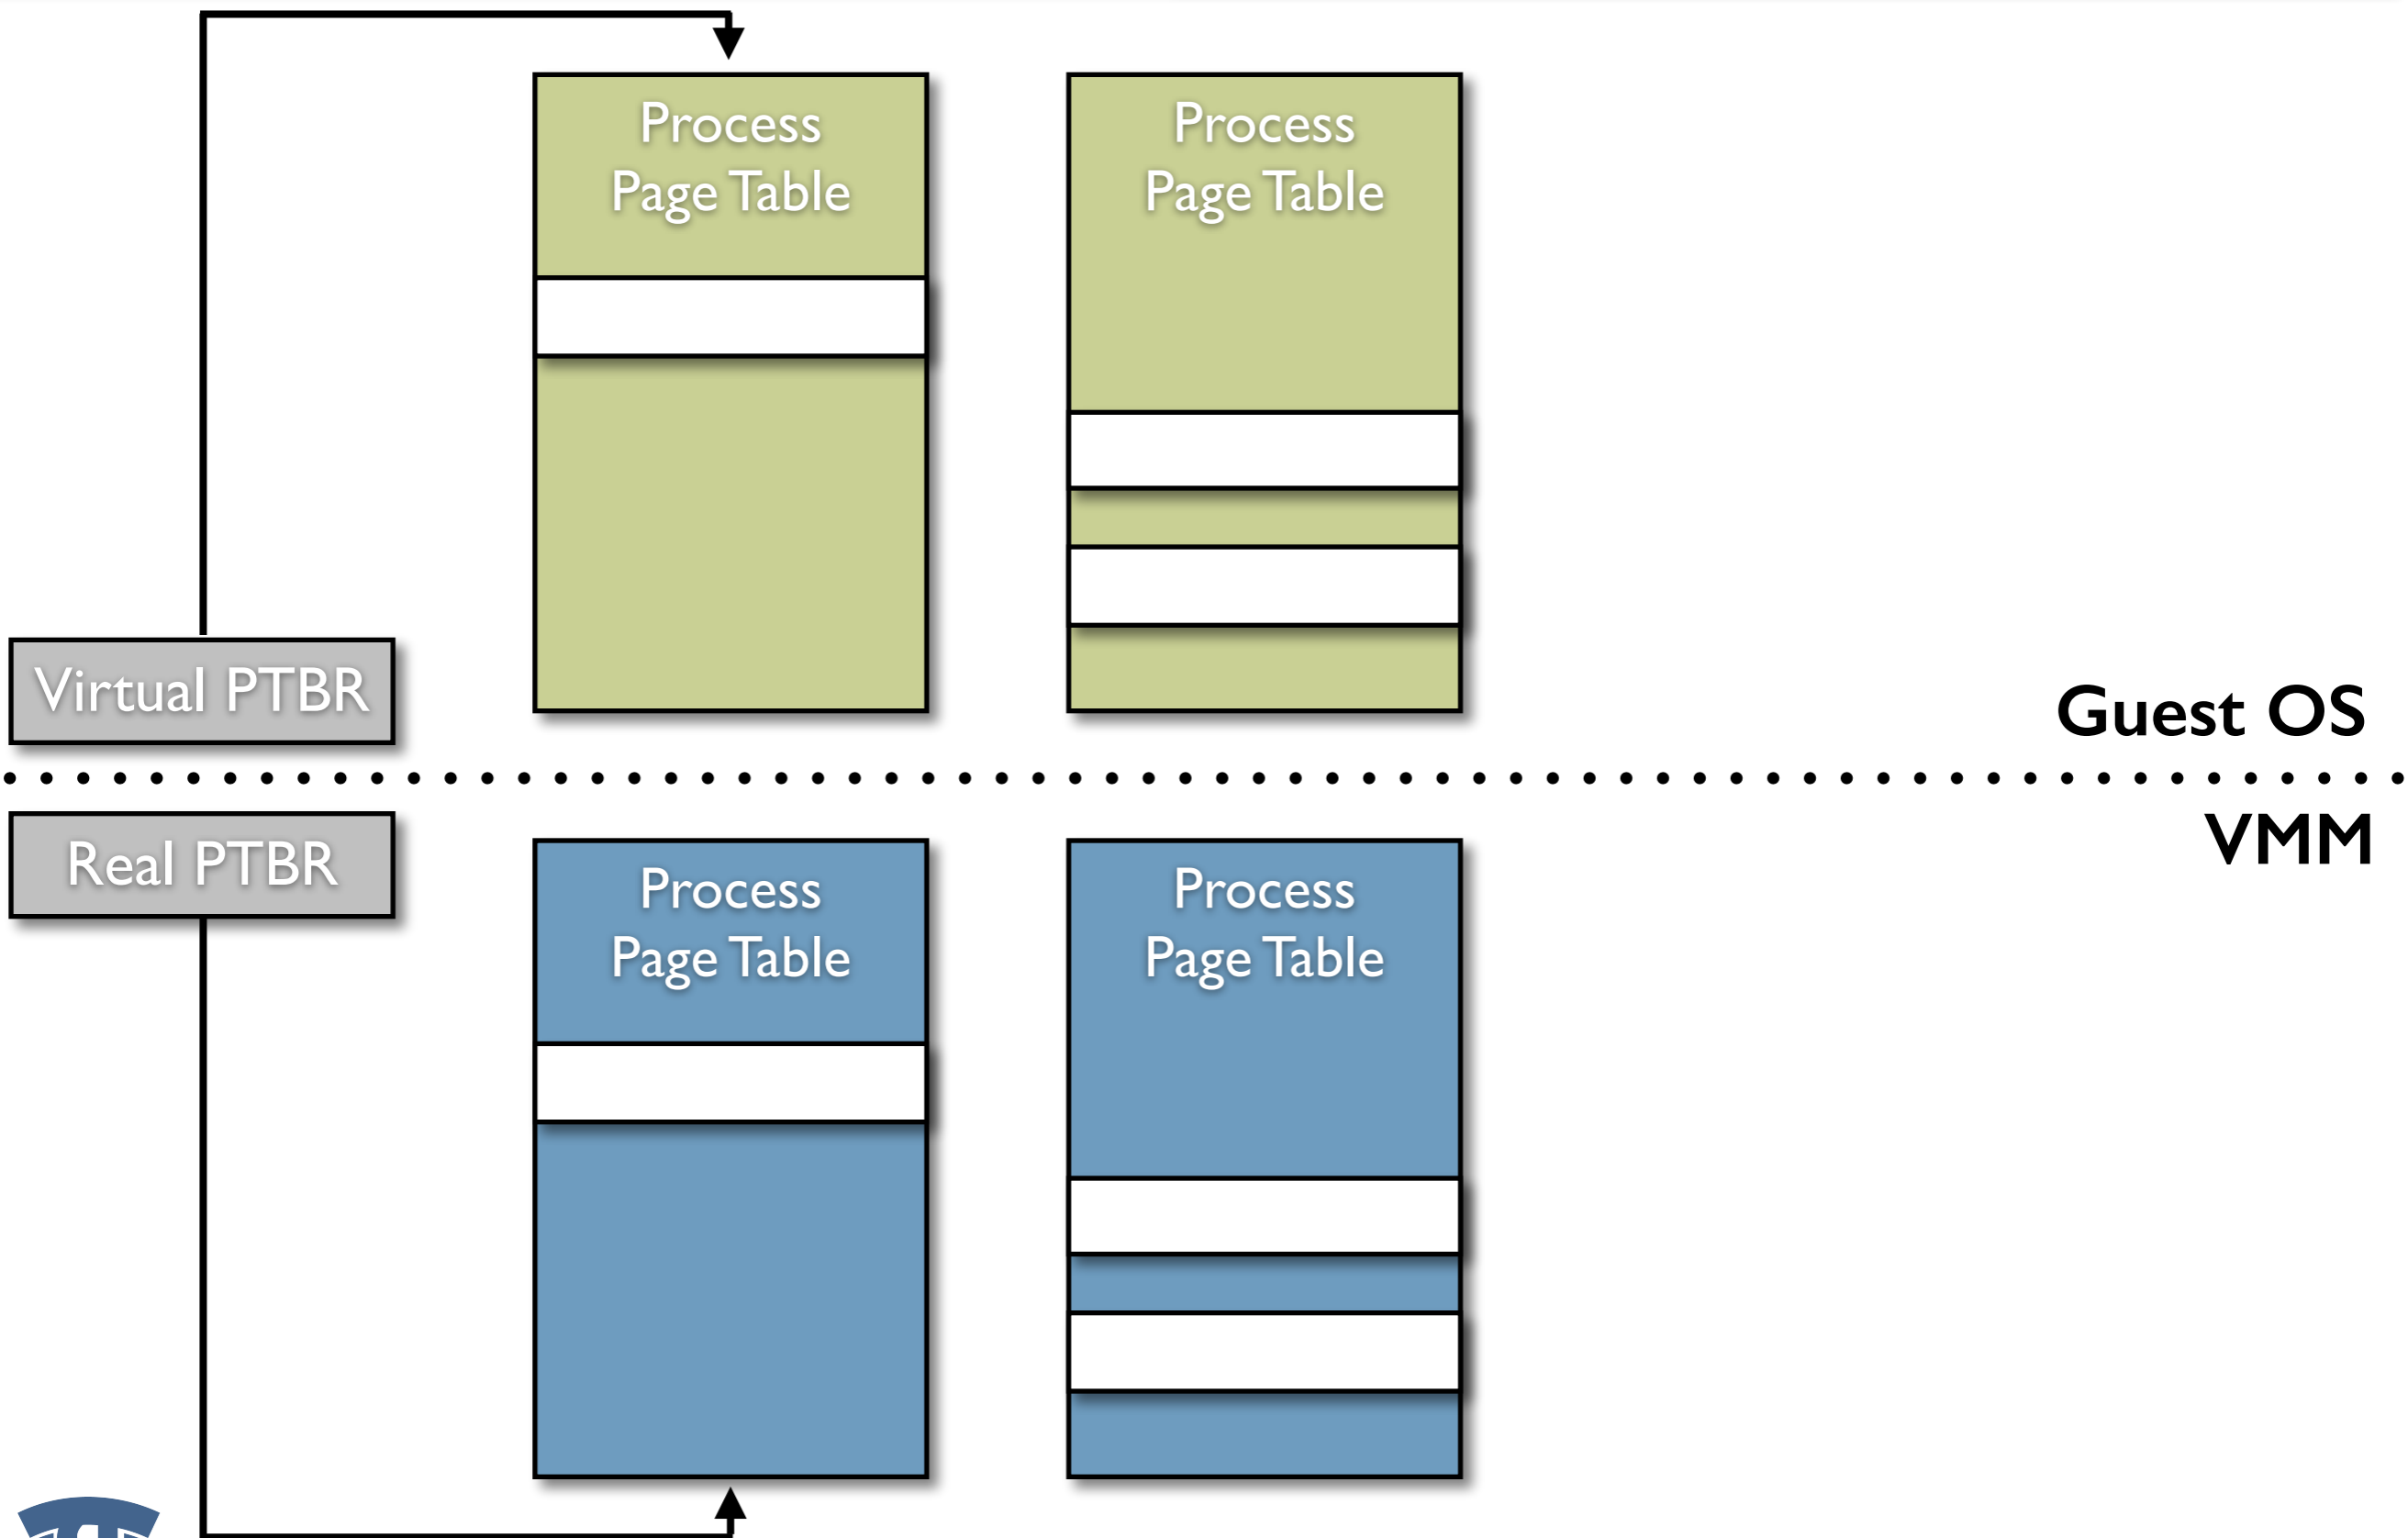 Process
Page Table
Process
Page Table
Virtual PTBR
Guest OS
VMM
Real PTBR
Process
Page Table
Process
Page Table